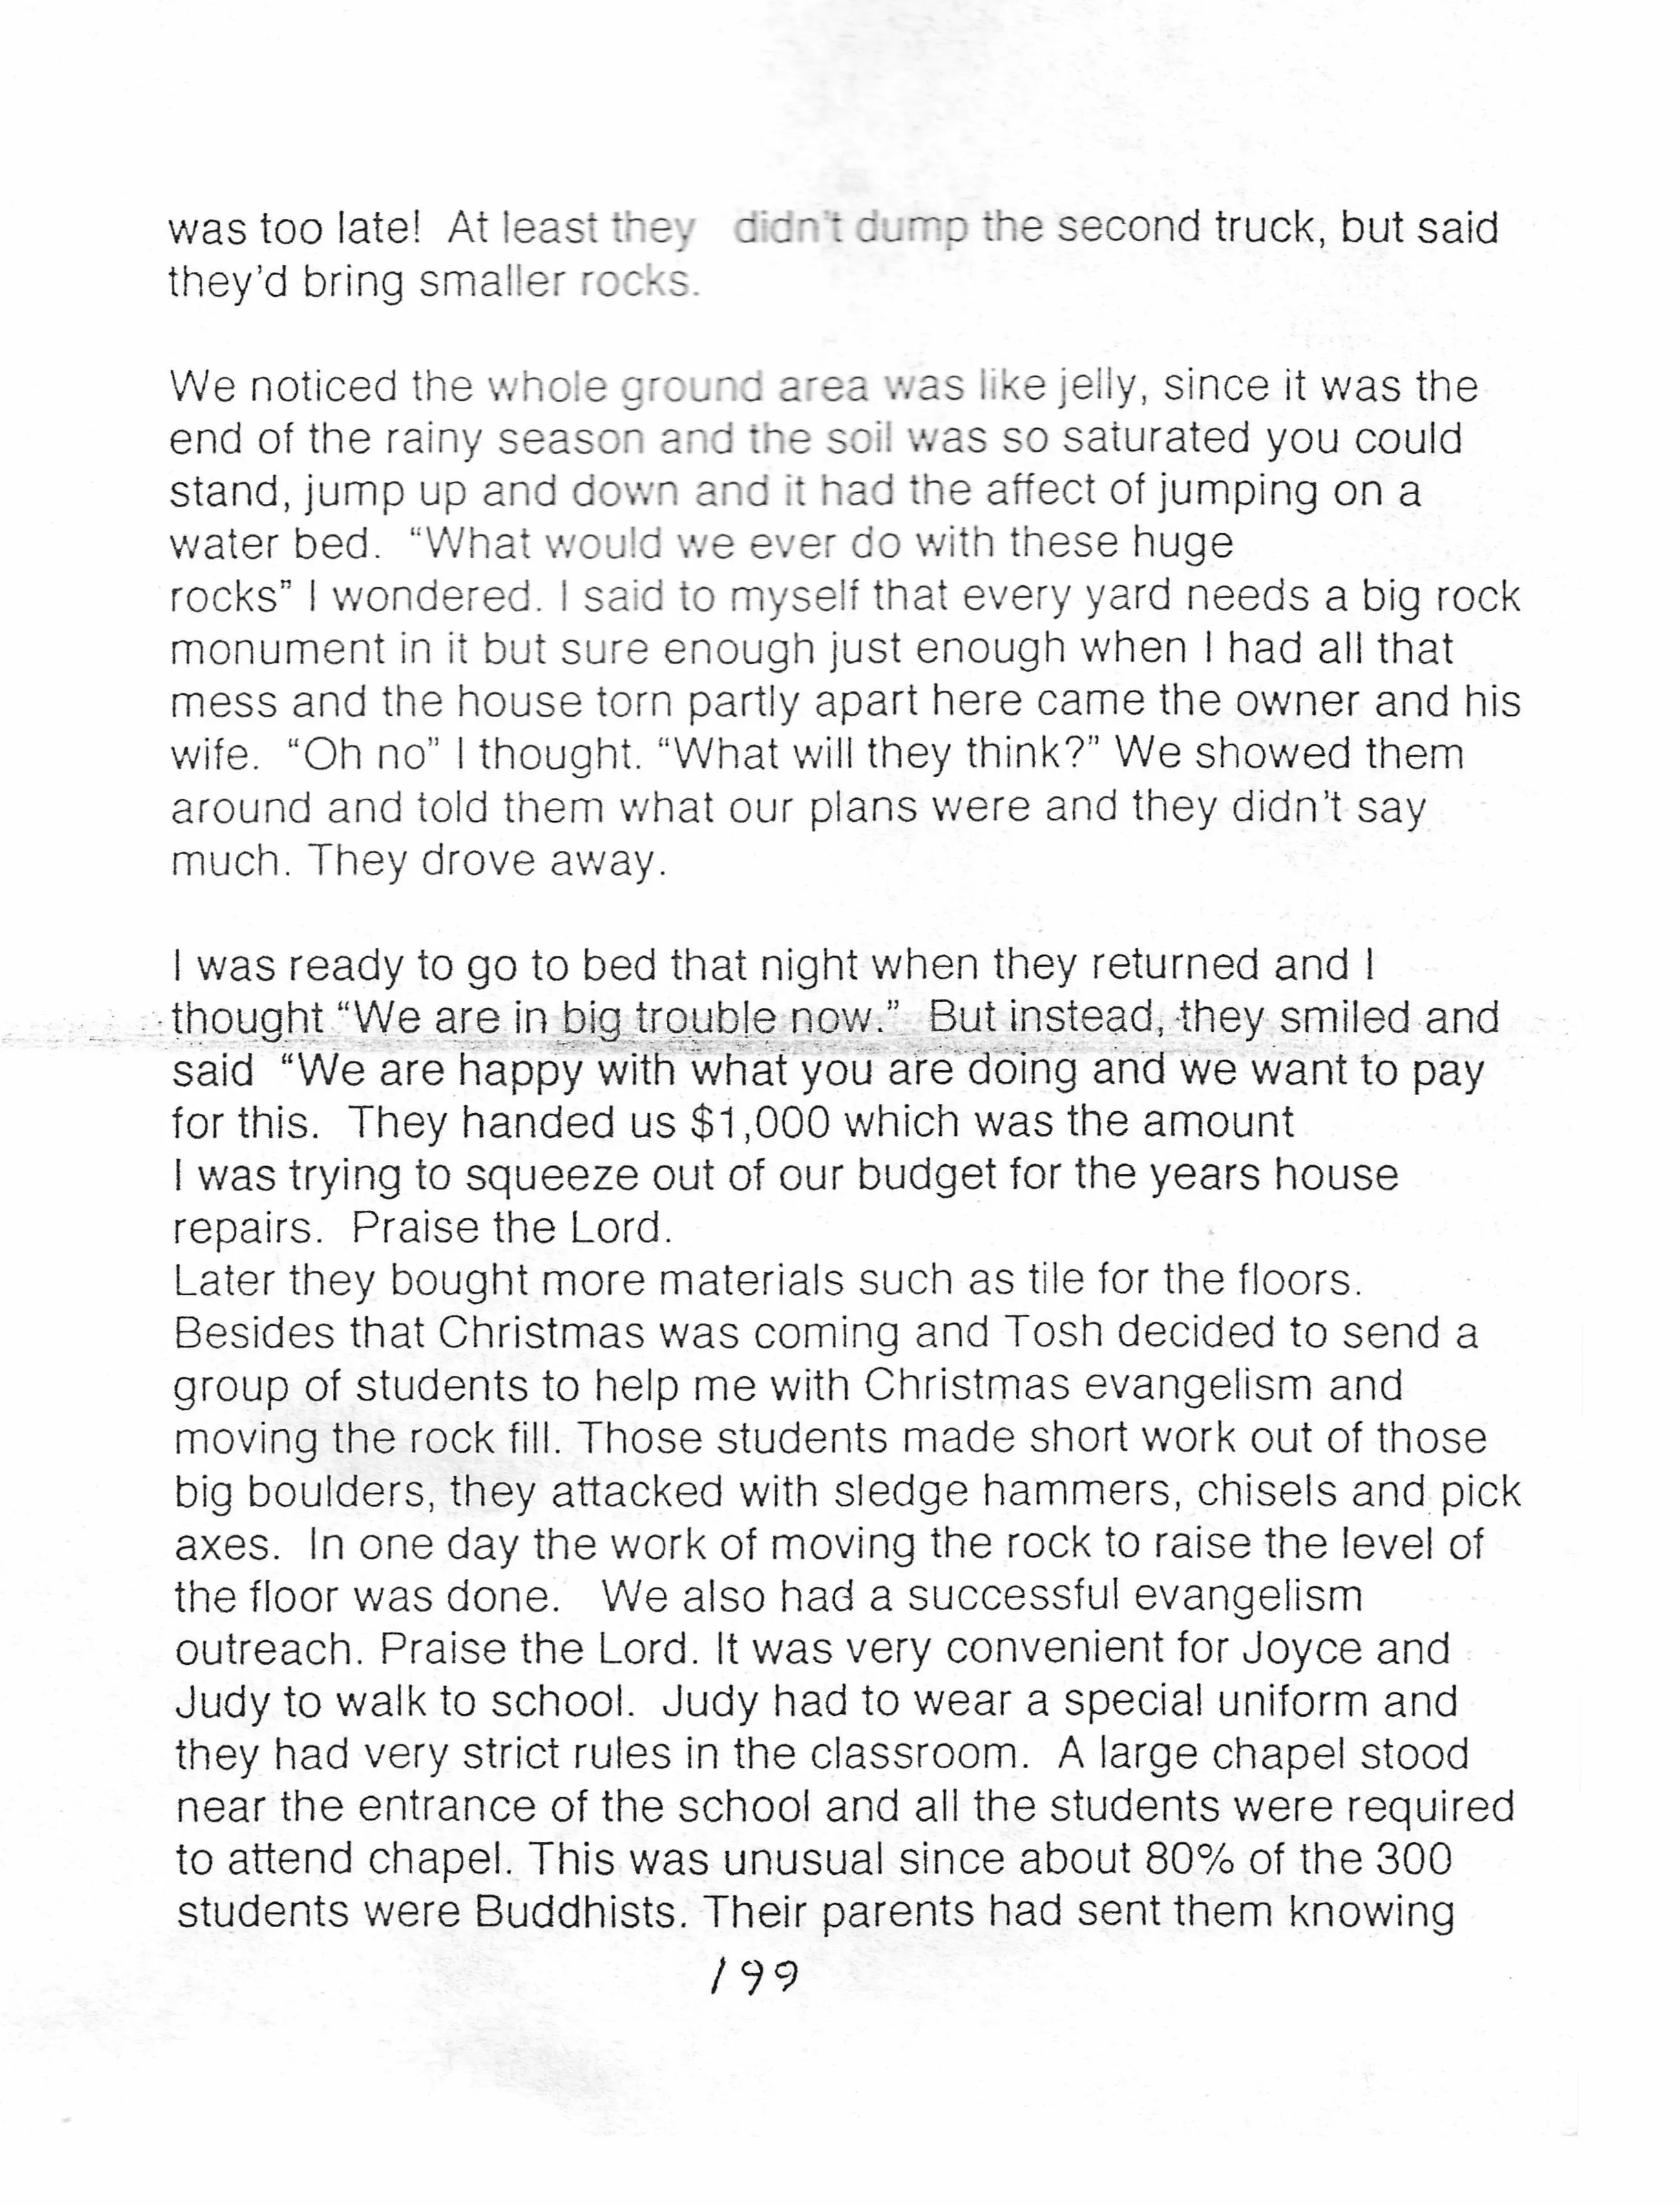 was too late!  At least they   didn't dump the second truck, but said
they'd bring smaller rocks.

We noticed the whole ground area was like jelly, since it was the
end of the rainy season and the soil was so saturated you could
stand, jump up and down and it had the affect of jumping on a
water bed.  “What would we ever do with these huge
rocks” I wondered. I said to myself that every yard needs a big rock
monument in it but sure enough just enough when I had all that
mess and the house torn partly apart here came the owner and his
wife.  “Oh no” I thought. “What will they think?” We showed them
around and told them what our plans were and they didn't say
much. They drove away.

I was ready to go to bed that night when they returned and I
thought “We are in big trouble now.”  But instead, they smiled and
said  “We are happy with what you are doing and we want to pay
for this.  They handed us $1,000 which was the amount
I was trying to squeeze out of our budget for the years house
repairs.  Praise the Lord.
Later they bought more materials such as tile for the floors.
Besides that Christmas was coming and Tosh decided to send a
group of students to help me with Christmas evangelism and
moving the rock fill. Those students made short work out of those
big boulders, they attacked with sledge hammers, chisels and pick
axes.  In one day the work of moving the rock to raise the level of
the floor was done.   We also had a successful evangelism
outreach. Praise the Lord. It was very convenient for Joyce and
Judy to walk to school.  Judy had to wear a special uniform and
they had very strict rules in the classroom.  A large chapel stood
near the entrance of the school and all the students were required
to attend chapel. This was unusual since about 80% of the 300
students were Buddhists. Their parents had sent them knowing
199